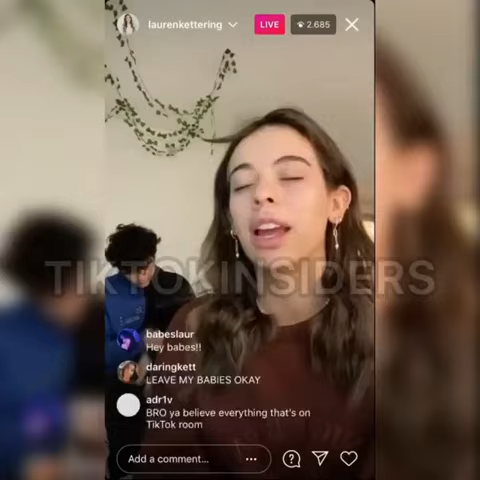 laurenkettering
LIVE
2.685
TIKTOKINSIDERS
babeslaur
Hey babes!!
daringkett
LEAVE MY BABIES OKAY
adr1v
BRO ya believe everything that's on
TikTok room
Add a comment...